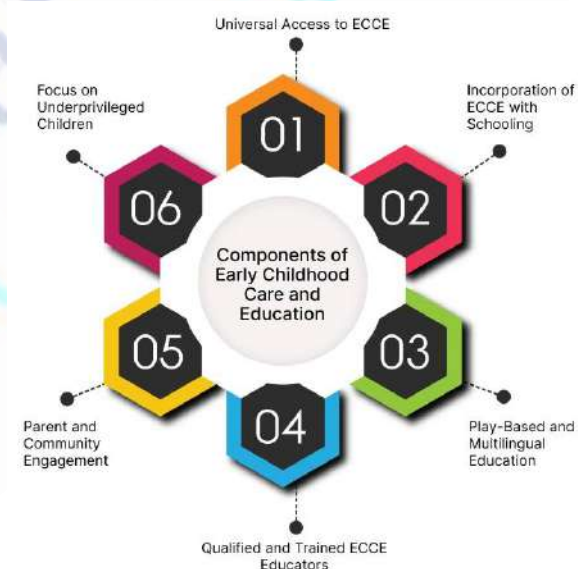 Universal Access to ECCE
Focus on
Underprivileged
Children
Incorporation of
ECCE with
Schooling
01
06
02
Components of
Early Childhood
Care and
Education
05
03
04
Parent and
Community
Engagement
Play-Based and
Multilingual
Education
Qualified and Trained ECCE
Educators